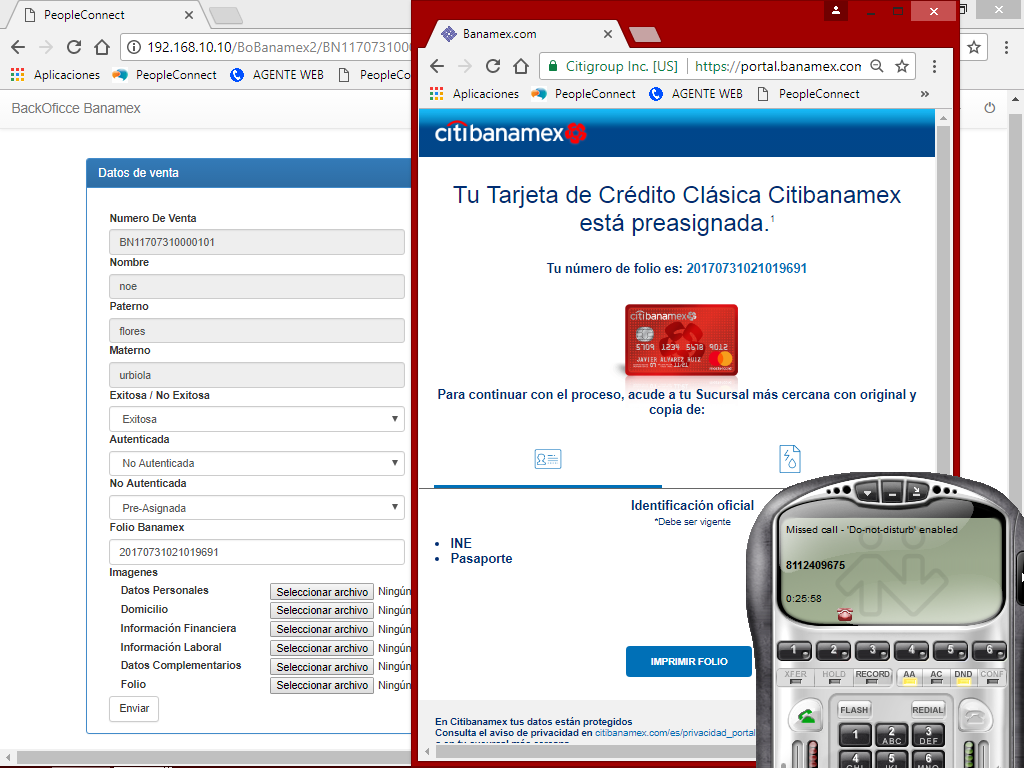 PeopleConnect
192.168.10.10/BoBanamex2/BN1170731000
Aplicaciones PeopleConnect AGENTE WEB PeopleCo
BackOficce Banamex
Datos de venta
Numero De Venta
BN11707310000101
Nombre
noe
Paterno
flores
Materno
urbiola
Exitosa / No Exitosa
Exitosa
Autenticada
No Autenticada
No Autenticada
Pre-Asignada
Folio Banamex
20170731021019691
Imagenes
Datos Personales Seleccionar archivo Ningún
Domicilio Seleccionar archivo Ningún
Información Financiera Seleccionar archivo Ningún
Información Laboral Seleccionar archivo Ningún
Datos Complementarios Seleccionar archivo Ningún
Folio Seleccionar archivo Ningún
Enviar
Banamex.com
Citigroup Inc. [US] https://portal.banamex.con
Aplicaciones PeopleConnect AGENTE WEB PeopleConnect »
citibanamex
Tu Tarjeta de Crédito Clásica Citibanamex
está preasignada.1
Tu número de folio es: 20170731021019691
citibanamex
5709 1234 5678 9012
JAVIER ALVAREZ RUIZ
Para continuar con el proceso, acude a tu Sucursal más cercana con original y
copia de:
Identificación oficial
*Debe ser vigente
INE
Pasaporte
IMPRIMIR FOLIO
En Citibanamex tus datos están protegidos
Consulta el aviso de privacidad en citibanamex.com/es/privacidad_portal
Missed call - 'Do-not-disturb' enabled
8112409675
0:25:58
1 2 3 4 5 6
XFER HOLD RECORD AA AC DND CONF
FLASH REDIAL
1 2 ABC 3 DEF
4 5 6